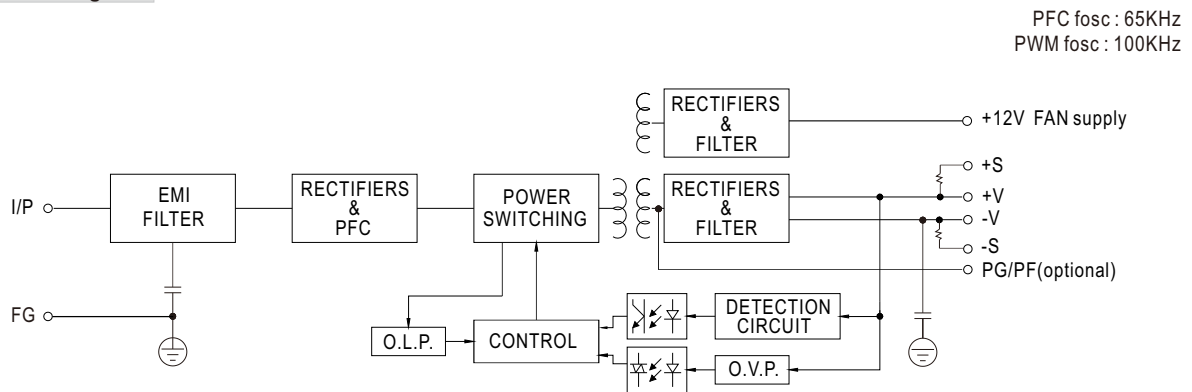 PFC fosc : 65KHz
PWM fosc : 100KHz
RECTIFIERS
&
FILTER
+12V FAN supply
I/P
EMI
FILTER
RECTIFIERS
&
PFC
POWER
SWITCHING
RECTIFIERS
&
FILTER
+S
+V
-V
-S
PG/PF(optional)
FG
O.L.P.
CONTROL
DETECTION
CIRCUIT
O.V.P.